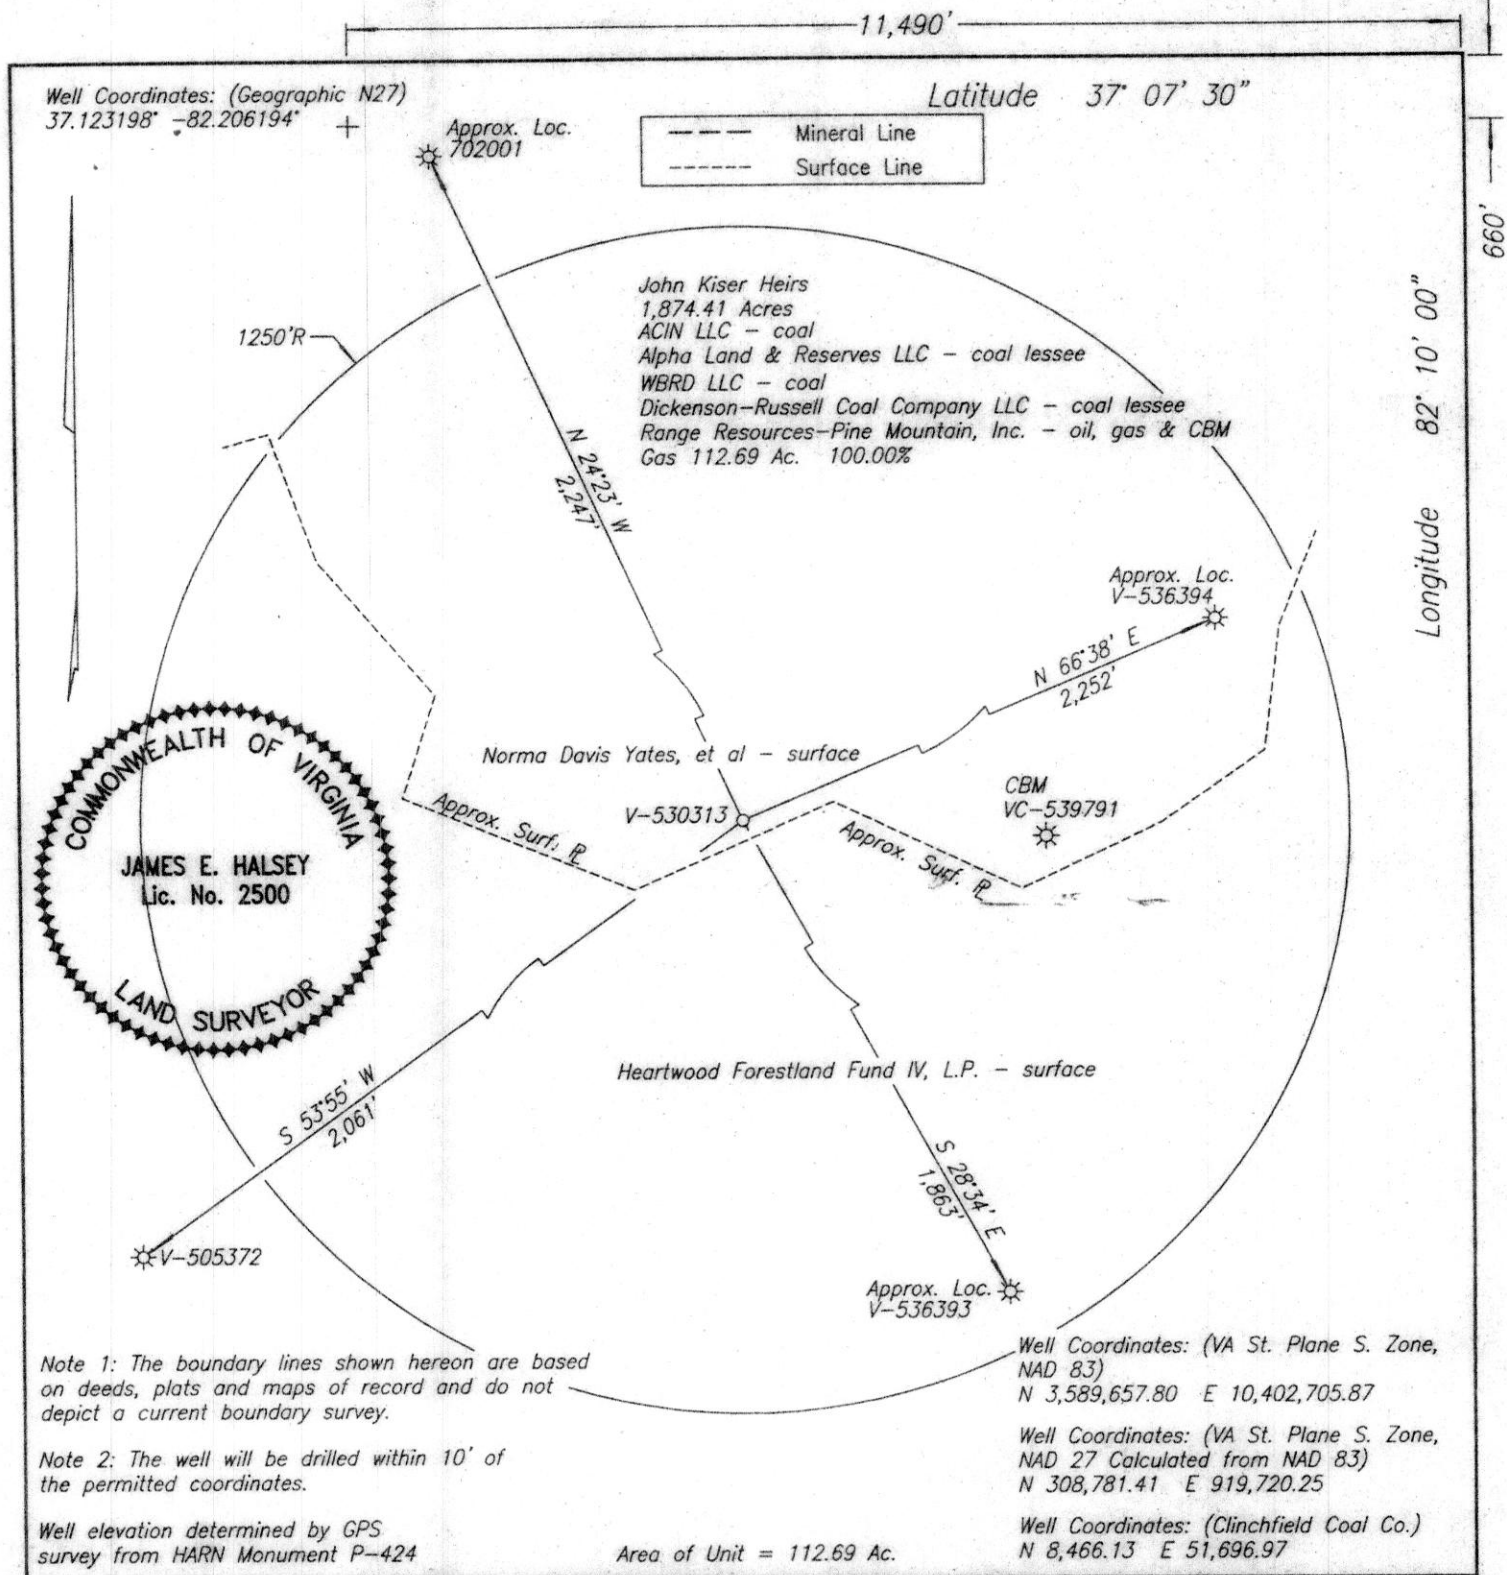 11,490'
Well Coordinates: (Geographic N27)
37.123198° -82.206194°
Latitude 37° 07' 30"
Approx. Loc.
702001
Mineral Line
Surface Line
660'
Longitude 82° 10' 00"
1250'R
John Kiser Heirs
1,874.41 Acres
ACIN LLC - coal
Alpha Land & Reserves LLC - coal lessee
WBRD LLC - coal
Dickenson-Russell Coal Company LLC - coal lessee
Range Resources-Pine Mountain, Inc. - oil, gas & CBM
Gas 112.69 Ac. 100.00%
N 24°23' W
2,247'
Approx. Loc.
V-536394
N 66°38' E
2,252'
Norma Davis Yates, et al - surface
CBM
VC-539791
V-530313
Approx. Surf. PL
Approx. Surf. PL
COMMONWEALTH OF VIRGINIA
JAMES E. HALSEY
Lic. No. 2500
LAND SURVEYOR
Heartwood Forestland Fund IV, L.P. - surface
S 53°55' W
2,061'
S 28°34' E
1,863'
V-505372
Approx. Loc.
V-536393
Note 1: The boundary lines shown hereon are based
on deeds, plats and maps of record and do not
depict a current boundary survey.
Note 2: The well will be drilled within 10' of
the permitted coordinates.
Well elevation determined by GPS
survey from HARN Monument P-424
Area of Unit = 112.69 Ac.
Well Coordinates: (VA St. Plane S. Zone,
NAD 83)
N 3,589,657.80 E 10,402,705.87
Well Coordinates: (VA St. Plane S. Zone,
NAD 27 Calculated from NAD 83)
N 308,781.41 E 919,720.25
Well Coordinates: (Clinchfield Coal Co.)
N 8,466.13 E 51,696.97